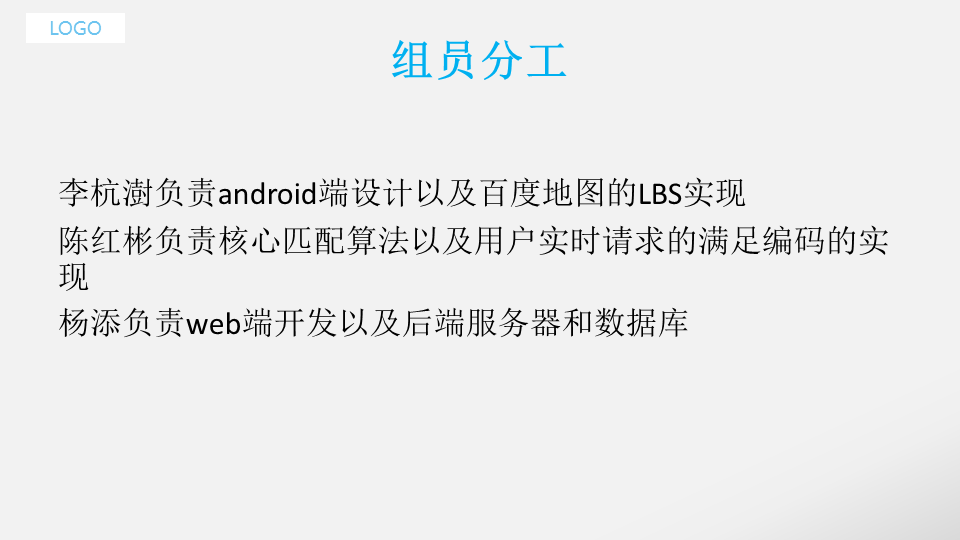 LOGO
组员分工
李杭澍负责android端设计以及百度地图的LBS实现
陈红彬负责核心匹配算法以及用户实时请求的满足编码的实
现
杨添负责web端开发以及后端服务器和数据库